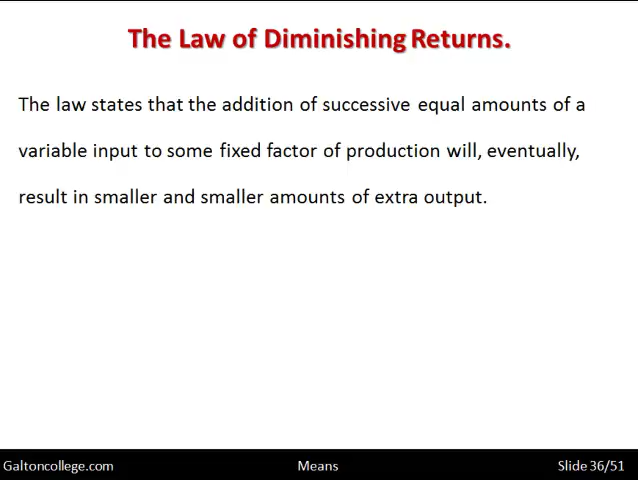 The Law of Diminishing Returns.
The law states that the addition of successive equal amounts of a
variable input to some fixed factor of production will, eventually,
result in smaller and smaller amounts of extra output.
Galtoncollege.com Means Slide 36/51